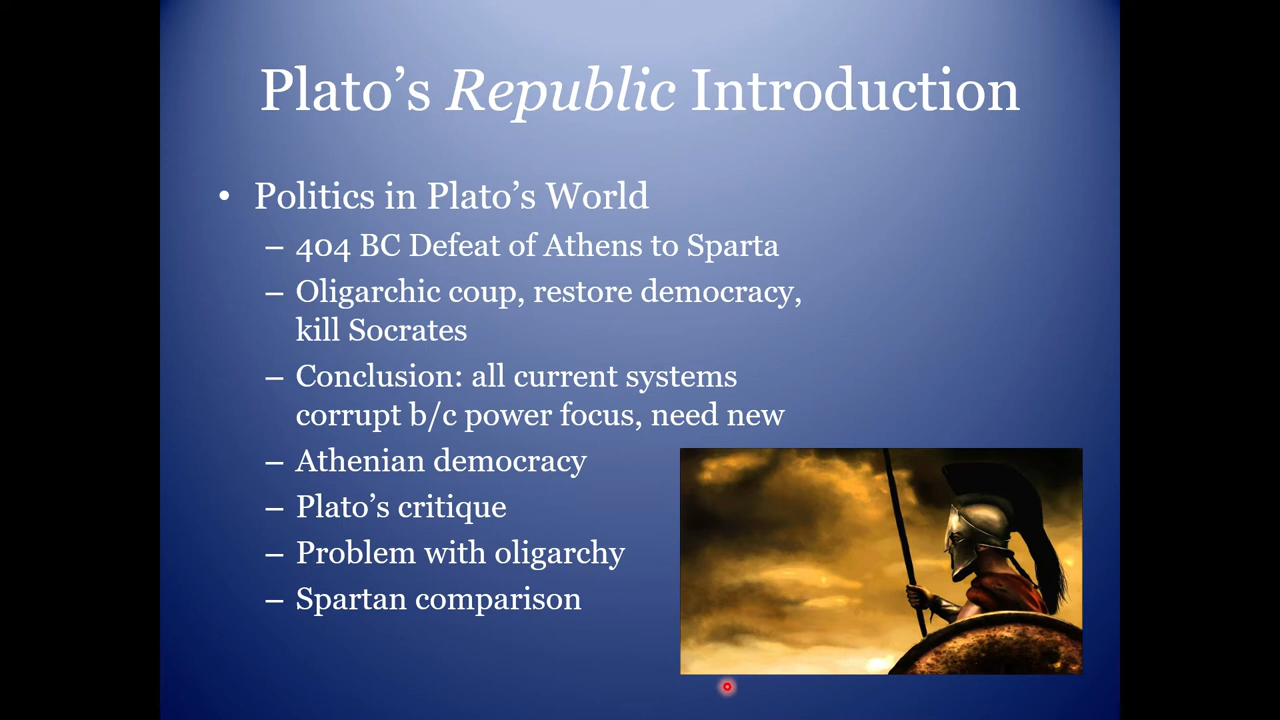 Plato’s Republic Introduction
• Politics in Plato’s World
– 404 BC Defeat of Athens to Sparta
– Oligarchic coup, restore democracy,
kill Socrates
– Conclusion: all current systems
corrupt b/c power focus, need new
– Athenian democracy
– Plato’s critique
– Problem with oligarchy
– Spartan comparison